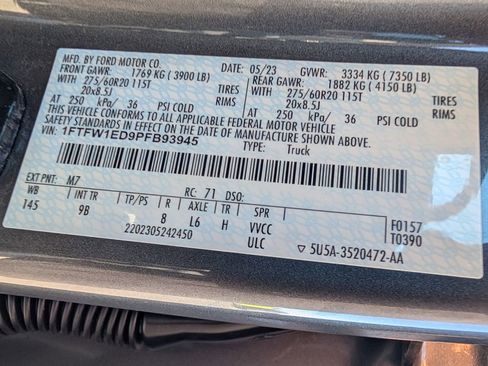 MFD. BY FORD MOTOR CO. DATE: 05/23 GVWR: 3334 KG ( 7350 LB)
FRONT GAWR: 1769 KG ( 3900 LB) REAR GAWR: 1882 KG ( 4150 LB)
WITH 275/60R20 115T TIRES WITH 275/60R20 115T TIRES
20x8.5J RIMS 20x8.5J RIMS
AT 250 kPa/ 36 PSI COLD AT 250 kPa/ 36 PSI COLD
THIS VEHICLE CONFORMS TO ALL APPLICABLE FEDERAL MOTOR VEHICLE
SAFETY STANDARDS IN EFFECT ON THE DATE OF MANUFACTURE SHOWN ABOVE.
VIN: 1FTFW1ED9PFB93945 TYPE: Truck
EXT PNT: M7 RC: 71 DSO:
WB INT TR TP/PS R AXLE TR SPR
145 9B 8 L6 H VVCC F0157
ULC T0390
2202305242450 ▽ 5U5A-3520472-AA